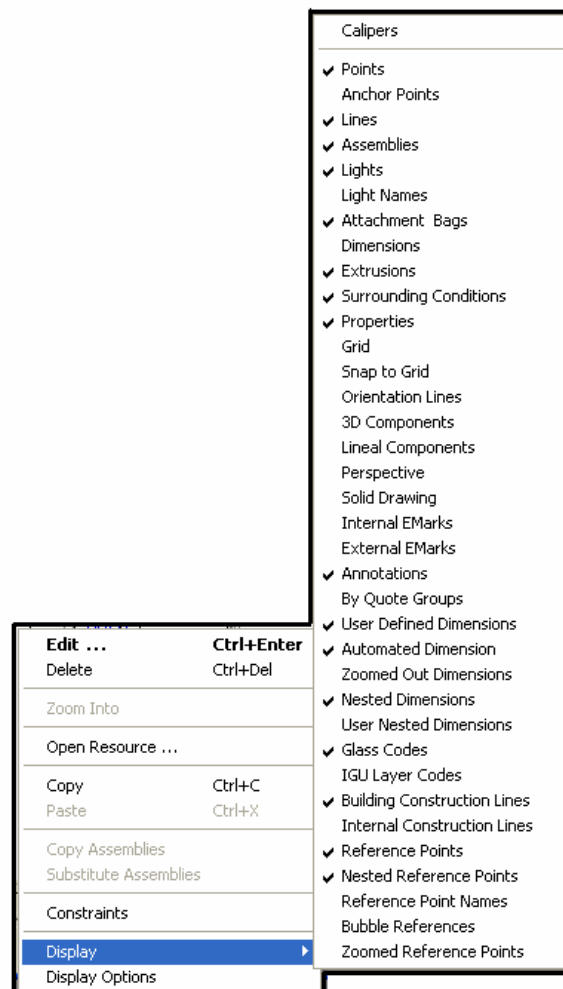 Calipers
Points
Anchor Points
Lines
Assemblies
Lights
Light Names
Attachment Bags
Dimensions
Extrusions
Surrounding Conditions
Properties
Grid
Snap to Grid
Orientation Lines
3D Components
Lineal Components
Perspective
Solid Drawing
Internal EMarks
External EMarks
Annotations
By Quote Groups
User Defined Dimensions
Automated Dimension
Zoomed Out Dimensions
Nested Dimensions
User Nested Dimensions
Glass Codes
IGU Layer Codes
Building Construction Lines
Internal Construction Lines
Reference Points
Nested Reference Points
Reference Point Names
Bubble References
Zoomed Reference Points
Edit ... Ctrl+Enter
Delete Ctrl+Del
Zoom Into
Open Resource ...
Copy Ctrl+C
Paste Ctrl+X
Copy Assemblies
Substitute Assemblies
Constraints
Display
Display Options